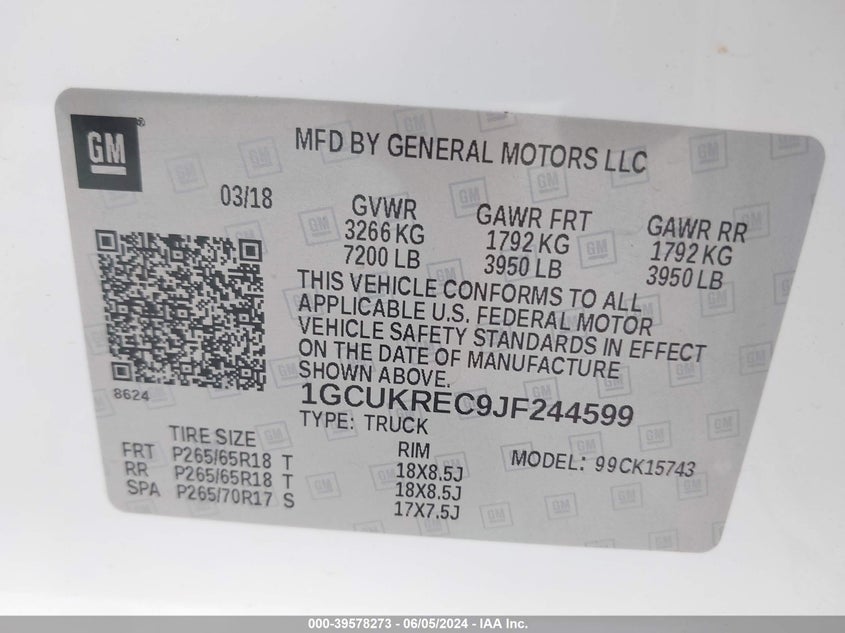 GM
MFD BY GENERAL MOTORS LLC
03/18
GVWR GAWR FRT GAWR RR
3266 KG 1792 KG 1792 KG
7200 LB 3950 LB 3950 LB
THIS VEHICLE CONFORMS TO ALL
APPLICABLE U.S. FEDERAL MOTOR
VEHICLE SAFETY STANDARDS IN EFFECT
ON THE DATE OF MANUFACTURE
SHOWN ABOVE.
8624
1GCUKREC9JF244599
TYPE: TRUCK
MODEL: 99CK15743
TIRE SIZE RIM
FRT P265/65R18 T 18X8.5J
RR P265/65R18 T 18X8.5J
SPA P265/70R17 S 17X7.5J
000-39578273 - 06/05/2024 - IAA Inc.